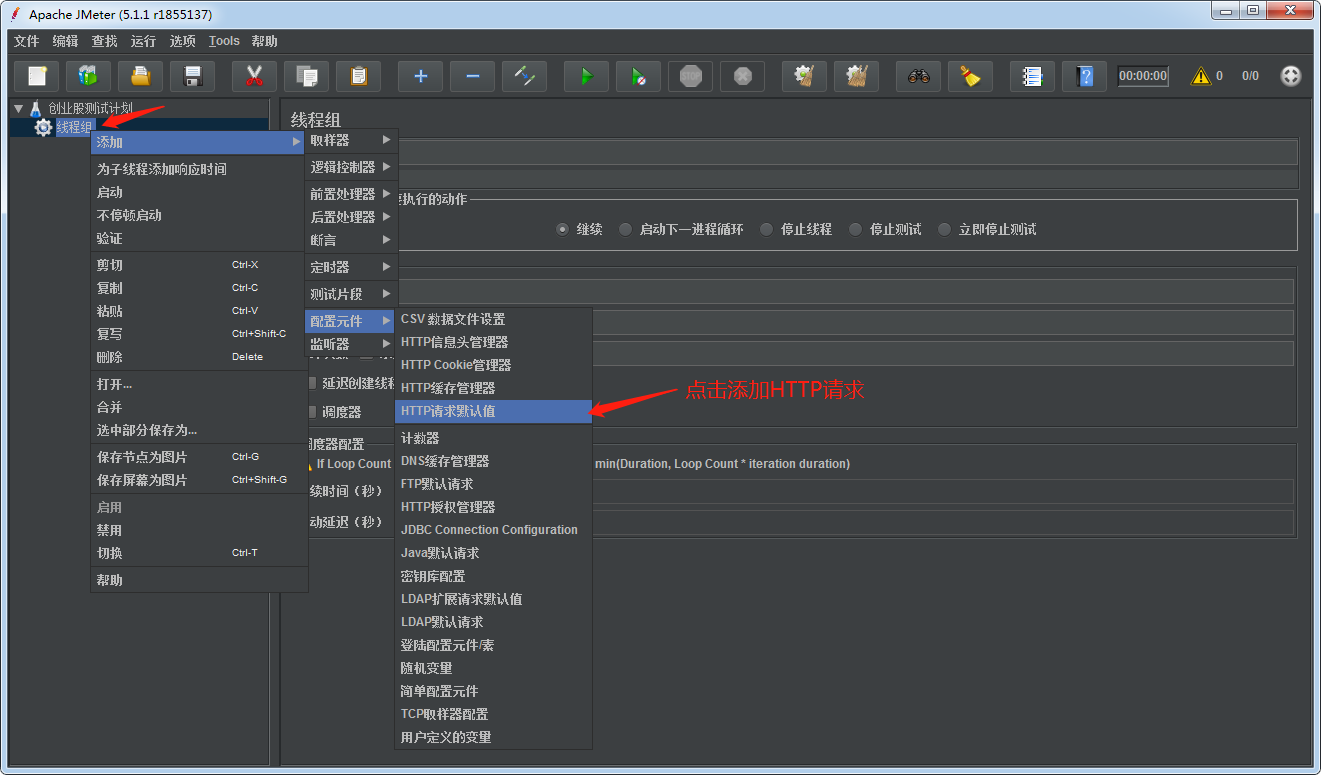 Apache JMeter (5.1.1 r1855137)
文件 编辑 查找 运行 选项 Tools 帮助
STOP
STOP
00:00:00
0
0/0
创业股测试计划
线程组
添加
为子线程添加响应时间
启动
不停顿启动
验证
剪切 Ctrl-X
复制 Ctrl-C
粘贴 Ctrl-V
复写 Ctrl+Shift-C
删除 Delete
打开...
合并
选中部分保存为...
保存节点为图片 Ctrl-G
保存屏幕为图片 Ctrl+Shift-G
启用
禁用
切换 Ctrl-T
帮助
取样器
逻辑控制器
前置处理器
后置处理器
断言
定时器
测试片段
配置元件
监听器
CSV 数据文件设置
HTTP信息头管理器
HTTP Cookie管理器
HTTP缓存管理器
HTTP请求默认值
计数器
DNS缓存管理器
FTP默认请求
HTTP授权管理器
JDBC Connection Configuration
Java默认请求
密钥库配置
LDAP扩展请求默认值
LDAP默认请求
登陆配置元件/素
随机变量
简单配置元件
TCP取样器配置
用户定义的变量
线程组
执行的动作
继续 启动下一进程循环 停止线程 停止测试 立即停止测试
点击添加HTTP请求
延迟创建线程
调度器
度器配置
If Loop Count
min(Duration, Loop Count * iteration duration)
续时间（秒）
动延迟（秒）